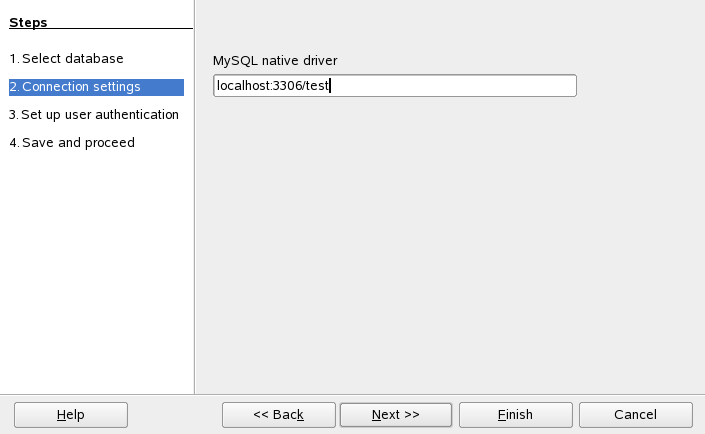 Steps
1. Select database
2. Connection settings
3. Set up user authentication
4. Save and proceed
MySQL native driver
localhost:3306/test
Help
<< Back
Next >>
Finish
Cancel